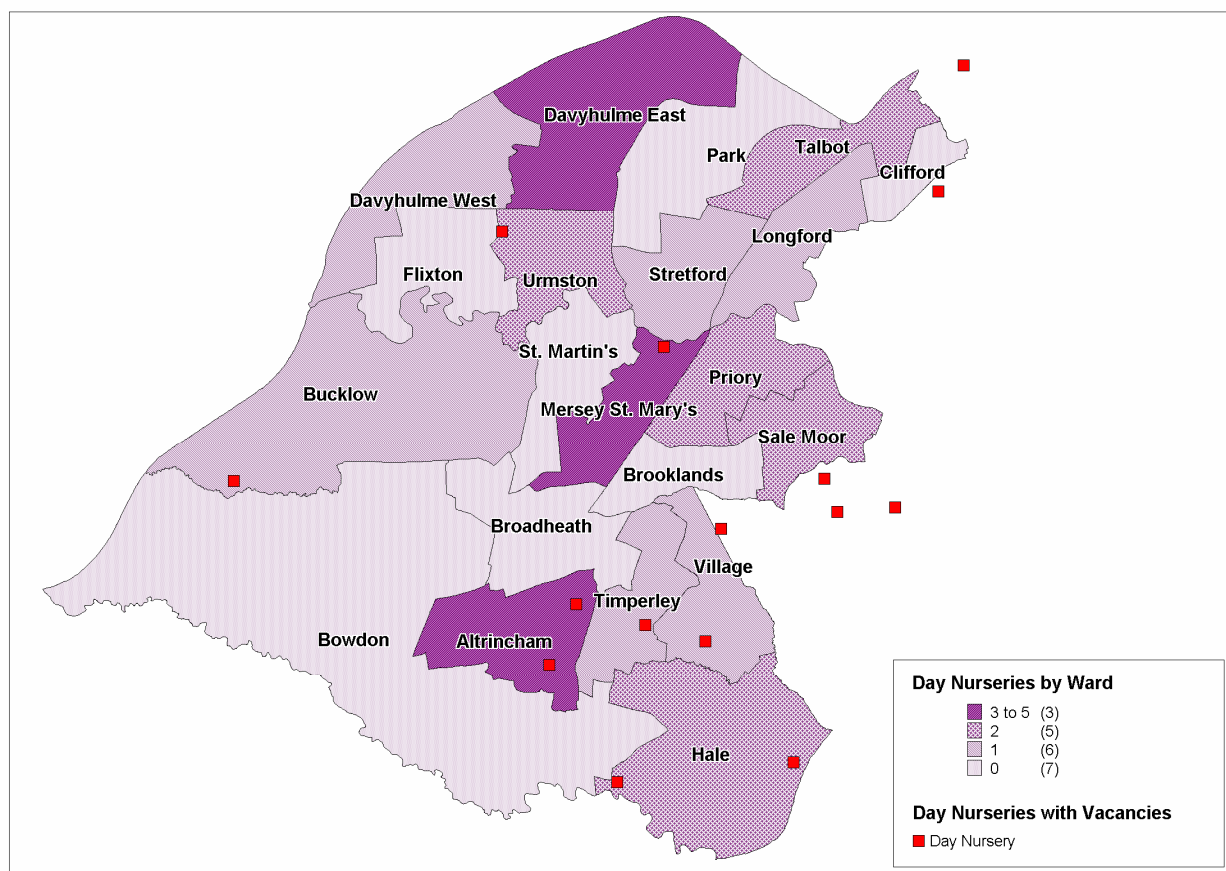 Davyhulme East
Park
Talbot
Clifford
Davyhulme West
Longford
Flixton
Urmston
Stretford
St. Martin's
Priory
Bucklow
Mersey St. Mary's
Sale Moor
Brooklands
Broadheath
Village
Timperley
Bowdon
Altrincham
Hale
Day Nurseries by Ward
3 to 5 (3)
2 (5)
1 (6)
0 (7)
Day Nurseries with Vacancies
Day Nursery